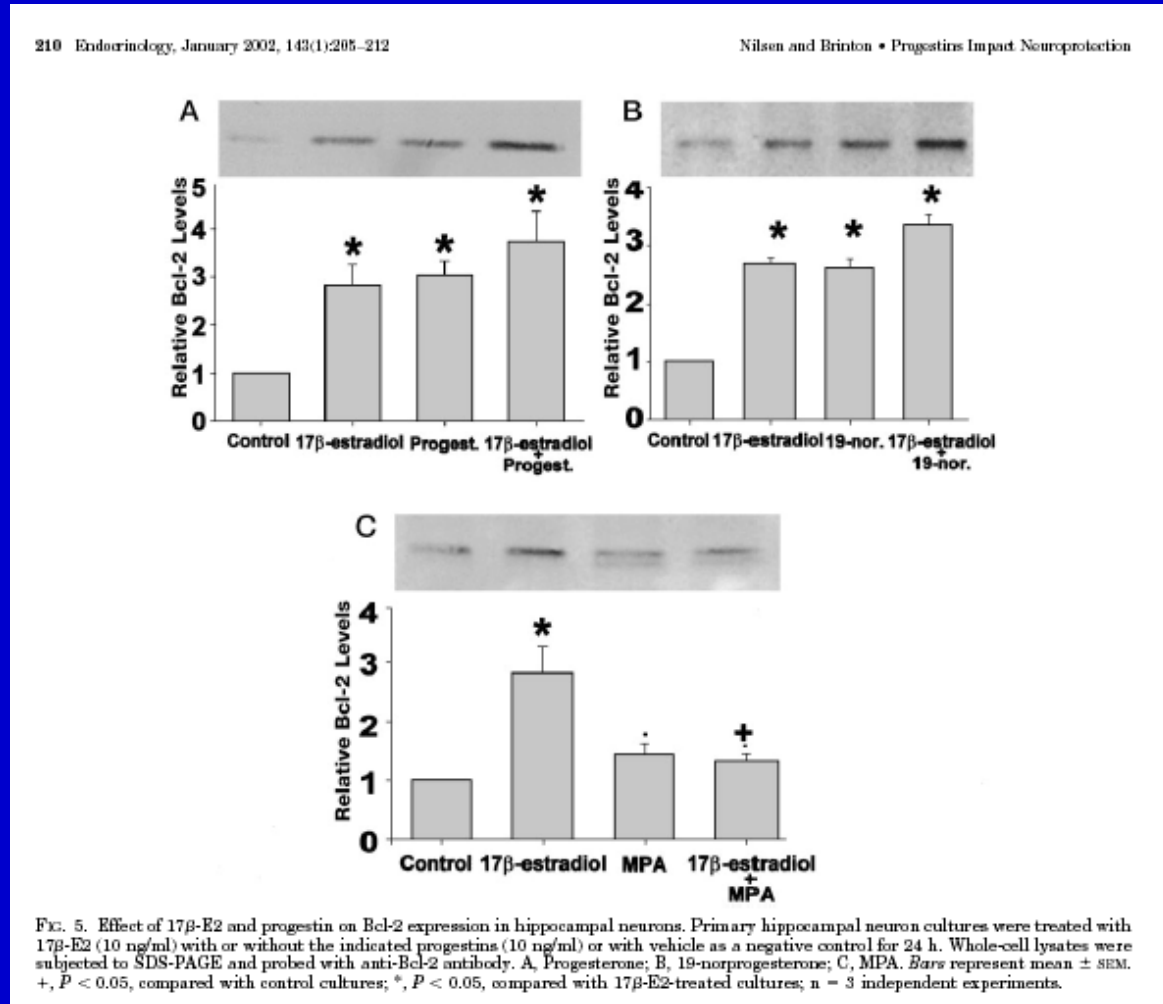 210 Endocrinology, January 2002, 143(1):205–212
Nilsen and Brinton • Progestins Impact Neuroprotection
A
Relative Bcl-2 Levels
5
4
3
2
1
0
*
*
*
Control 17β-estradiol Progest. 17β-estradiol
+
Progest.
B
Relative Bcl-2 Levels
4
3
2
1
0
*
*
*
Control 17β-estradiol 19-nor. 17β-estradiol
+
19-nor.
C
Relative Bcl-2 Levels
4
3
2
1
0
*
+
Control 17β-estradiol MPA 17β-estradiol
+
MPA
FIG. 5. Effect of 17β-E2 and progestin on Bcl-2 expression in hippocampal neurons. Primary hippocampal neuron cultures were treated with
17β-E2 (10 ng/ml) with or without the indicated progestins (10 ng/ml) or with vehicle as a negative control for 24 h. Whole-cell lysates were
subjected to SDS-PAGE and probed with anti-Bcl-2 antibody. A, Progesterone; B, 19-norprogesterone; C, MPA. Bars represent mean ± SEM.
+, P < 0.05, compared with control cultures; *, P < 0.05, compared with 17β-E2-treated cultures; n = 3 independent experiments.